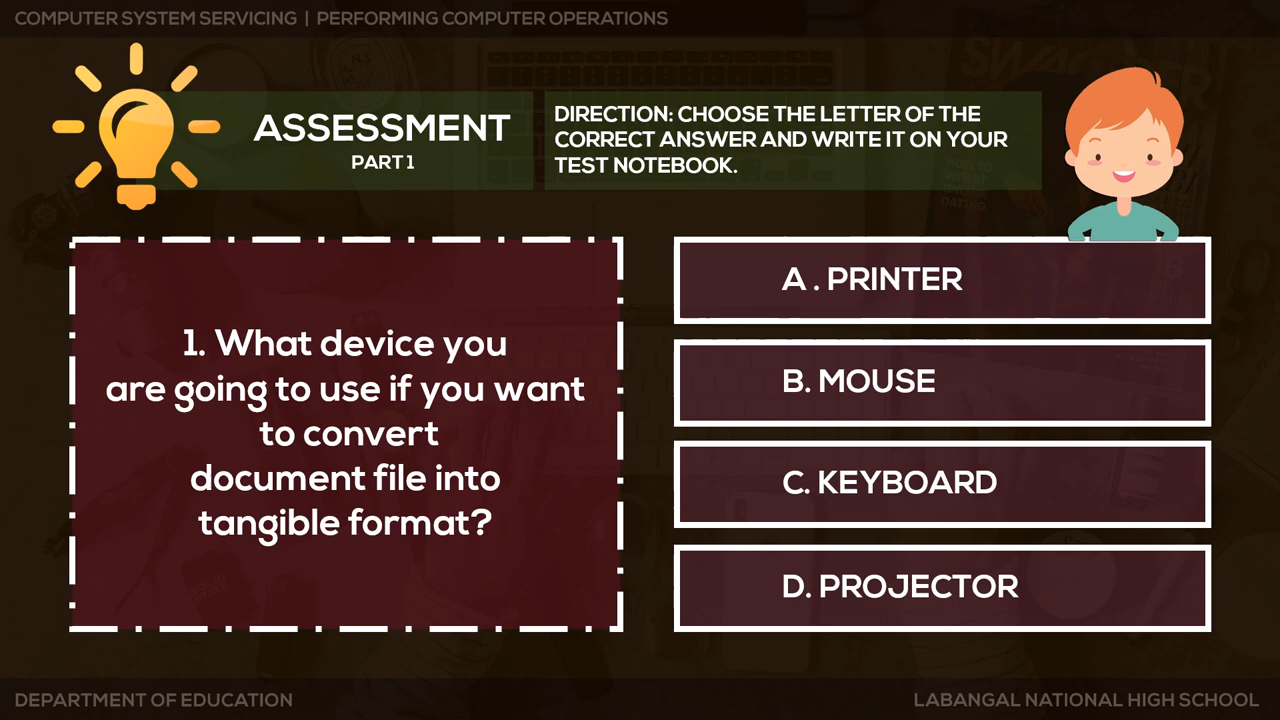 COMPUTER SYSTEM SERVICING | PERFORMING COMPUTER OPERATIONS
ASSESSMENT
PART 1
DIRECTION: CHOOSE THE LETTER OF THE
CORRECT ANSWER AND WRITE IT ON YOUR
TEST NOTEBOOK.
1. What device you
are going to use if you want
to convert
document file into
tangible format?
A . PRINTER
B. MOUSE
C. KEYBOARD
D. PROJECTOR
DEPARTMENT OF EDUCATION
LABANGAL NATIONAL HIGH SCHOOL